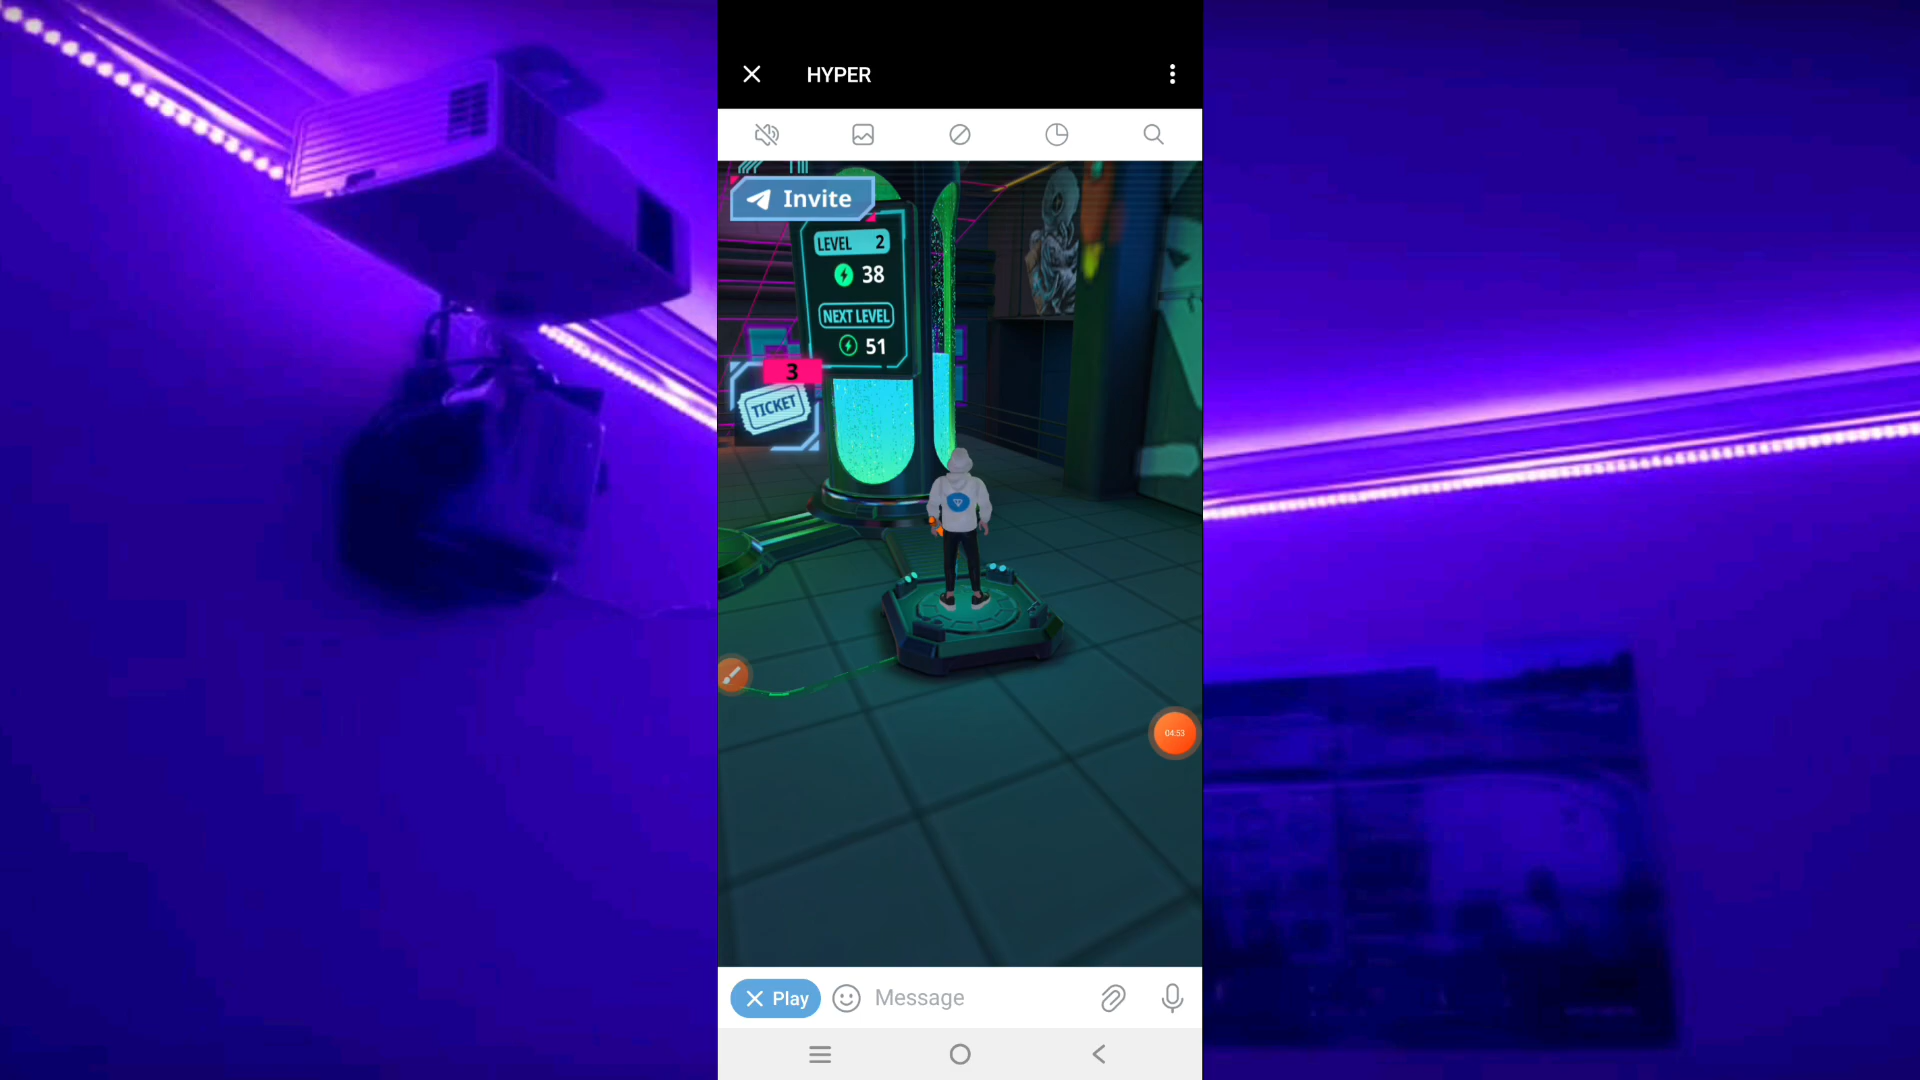 HYPER
Invite
LEVEL 2
38
NEXT LEVEL
51
3
TICKET
04:53
Play
Message